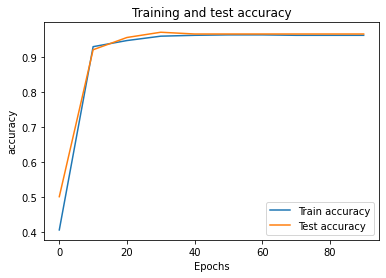 Training and test accuracy
accuracy
0.9
0.8
0.7
0.6
0.5
0.4
0 20 40 60 80
Epochs
Train accuracy
Test accuracy